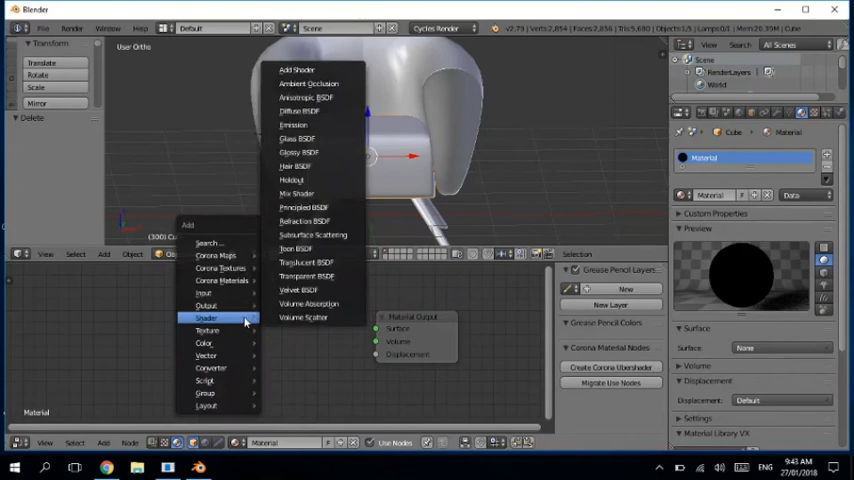 Blender
File
Render
Window
Help
Default
Scene
Cycles Render
v2.79 | Verts:2,854 | Faces:2,856 | Tris:5,680 | Objects:1/5 | Lamps:0/1 | Mem:20.39M | Cube
Transform
Translate
Rotate
Scale
Mirror
Delete
User Ortho
View
Search
All Scenes
Scene
RenderLayers
World
Cube
Material
Material
Material
F
Data
Custom Properties
Preview
Surface
Surface:
None
Volume
Displacement
Displacement:
Default
Settings
Material Library VX
Add Shader
Ambient Occlusion
Anisotropic BSDF
Diffuse BSDF
Emission
Glass BSDF
Glossy BSDF
Hair BSDF
Holdout
Mix Shader
Principled BSDF
Refraction BSDF
Subsurface Scattering
Toon BSDF
Translucent BSDF
Transparent BSDF
Velvet BSDF
Volume Absorption
Volume Scatter
Add
Search ...
Corona Maps
Corona Textures
Corona Materials
Input
Output
Shader
Texture
Color
Vector
Converter
Script
Group
Layout
View
Select
Add
Object
Selection
Material Output
Surface
Volume
Displacement
Grease Pencil Layers
New
New Layer
Grease Pencil Colors
Corona Material Nodes
Create Corona Ubershader
Migrate Use Nodes
Material
View
Select
Add
Node
Material
F
Use Nodes
ENG
9:43 AM
27/01/2018